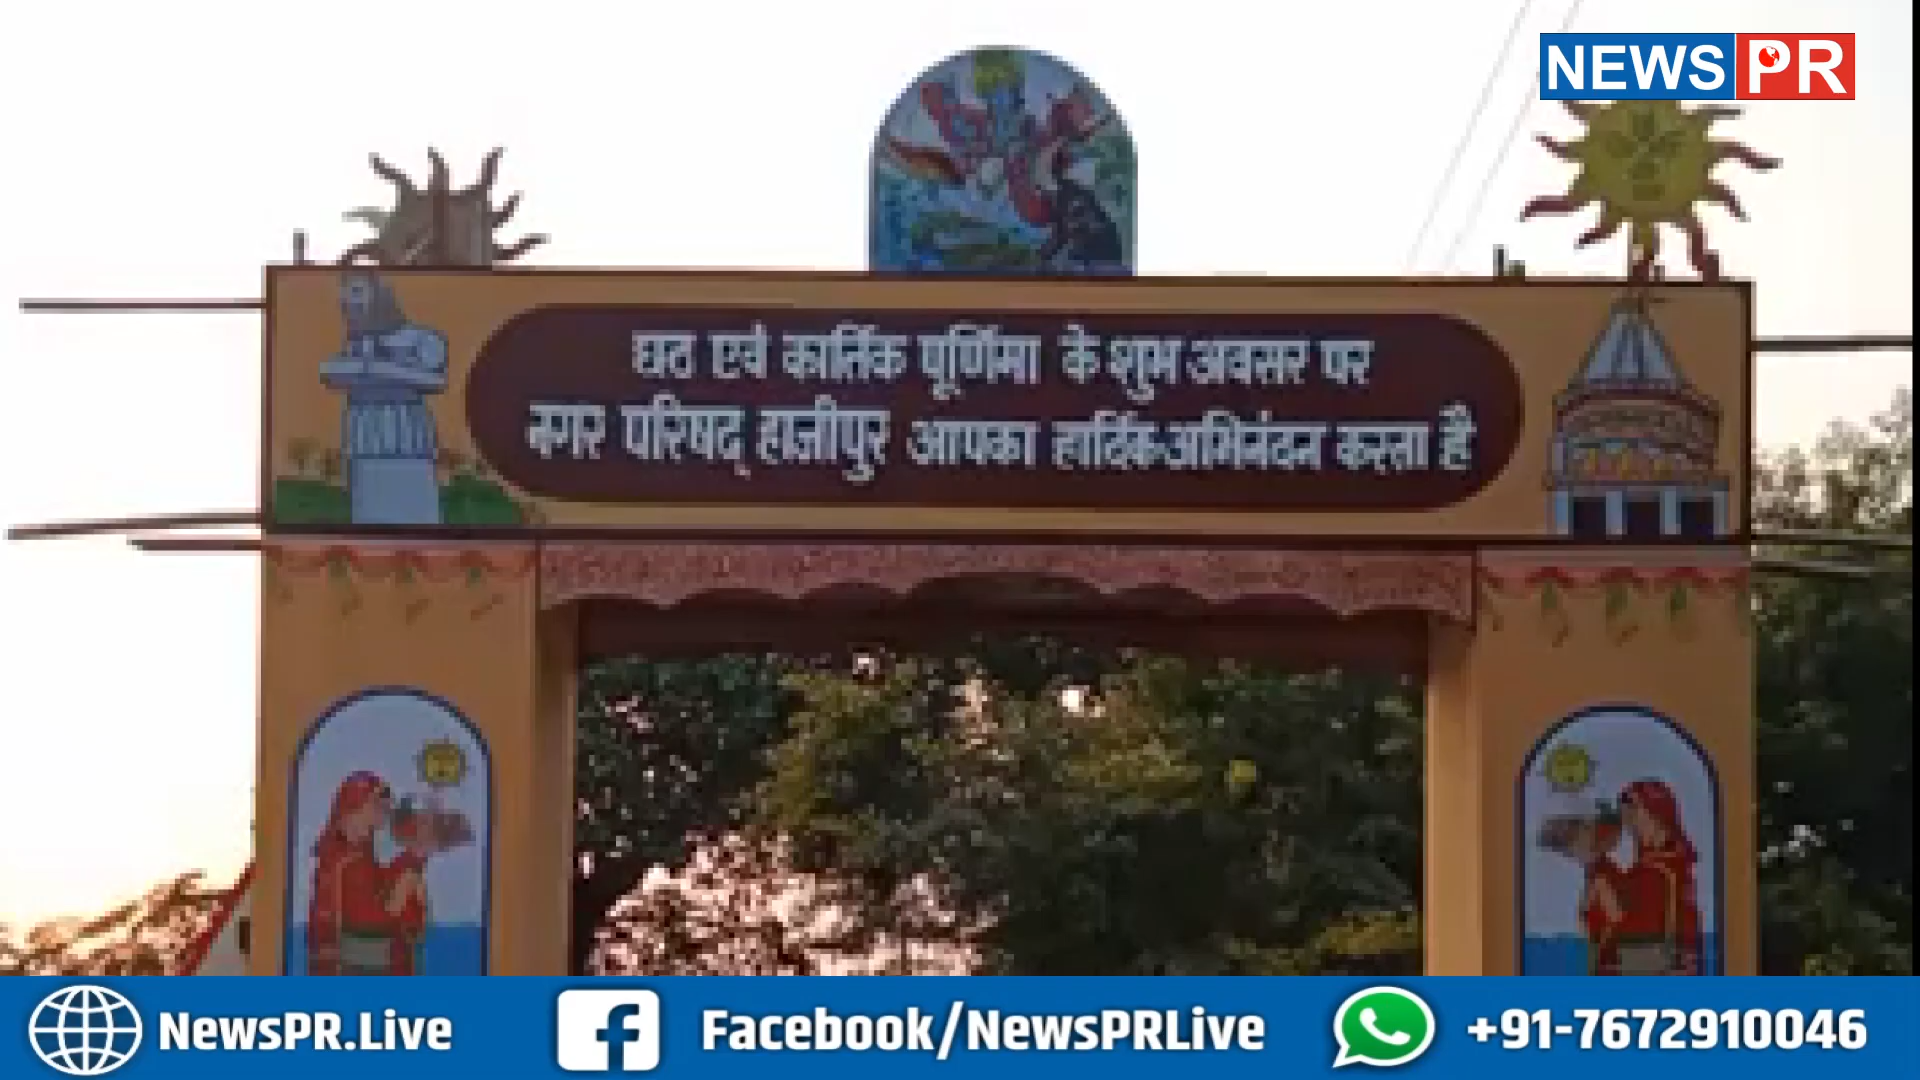 NEWS PR
छठ एवं कार्तिक पूर्णिमा के शुभ अवसर पर
नगर परिषद् हाजीपुर आपका हार्दिक अभिनंदन करता है
NewsPR.Live
Facebook/NewsPRLive
+91-7672910046